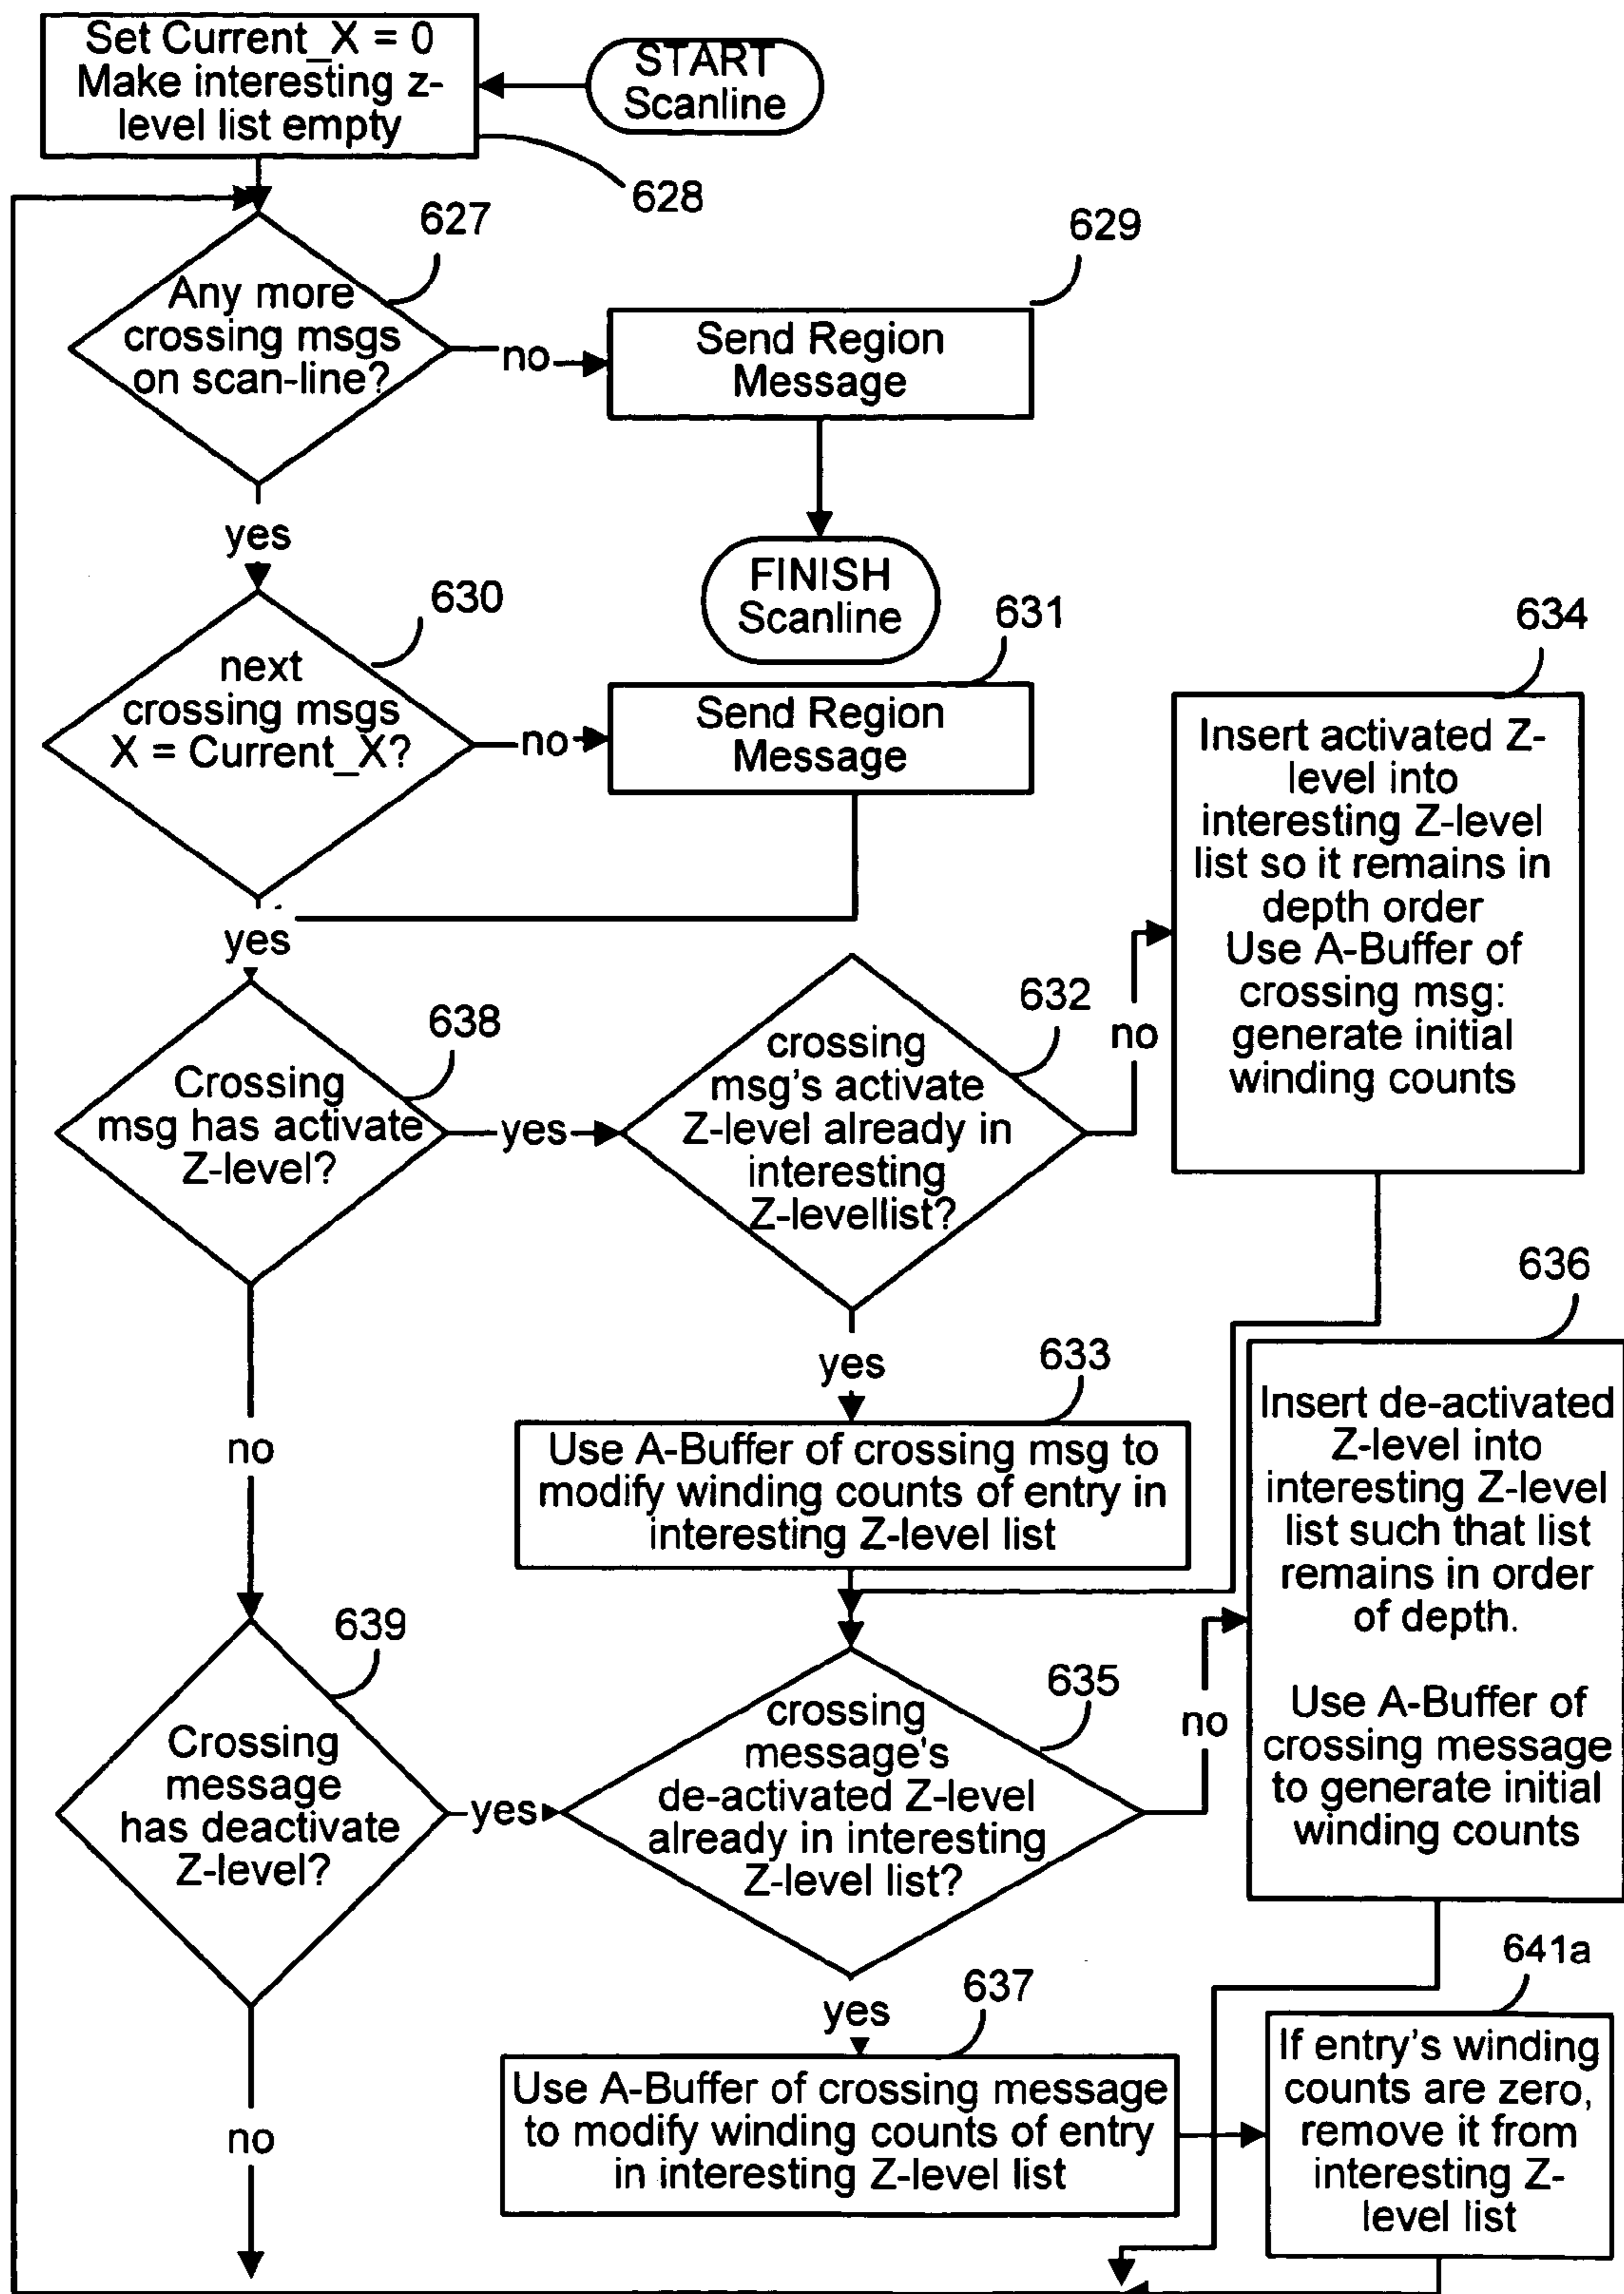 Set Current_X = 0
Make interesting z-
level list empty
START
Scanline
628
627
Any more
crossing msgs
on scan-line?
no
629
Send Region
Message
yes
FINISH
Scanline
630
next
crossing msgs
X = Current_X?
no
631
Send Region
Message
yes
634
Insert activated Z-
level into
interesting Z-level
list so it remains in
depth order
Use A-Buffer of
crossing msg:
generate initial
winding counts
638
Crossing
msg has activate
Z-level?
yes
632
crossing
msg's activate
Z-level already in
interesting
Z-levellist?
no
yes
no
633
Use A-Buffer of crossing msg to
modify winding counts of entry in
interesting Z-level list
636
Insert de-activated
Z-level into
interesting Z-level
list such that list
remains in order
of depth.
Use A-Buffer of
crossing message
to generate initial
winding counts
639
Crossing
message
has deactivate
Z-level?
yes
635
crossing
message's
de-activated Z-level
already in interesting
Z-level list?
no
yes
no
637
Use A-Buffer of crossing message
to modify winding counts of entry
in interesting Z-level list
641a
If entry's winding
counts are zero,
remove it from
interesting Z-
level list